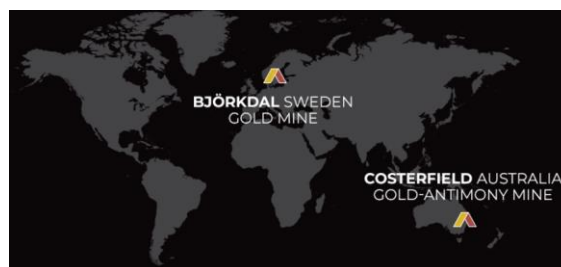 BJÖRKDAL SWEDEN
GOLD MINE
COSTERFIELD AUSTRALIA
GOLD-ANTIMONY MINE